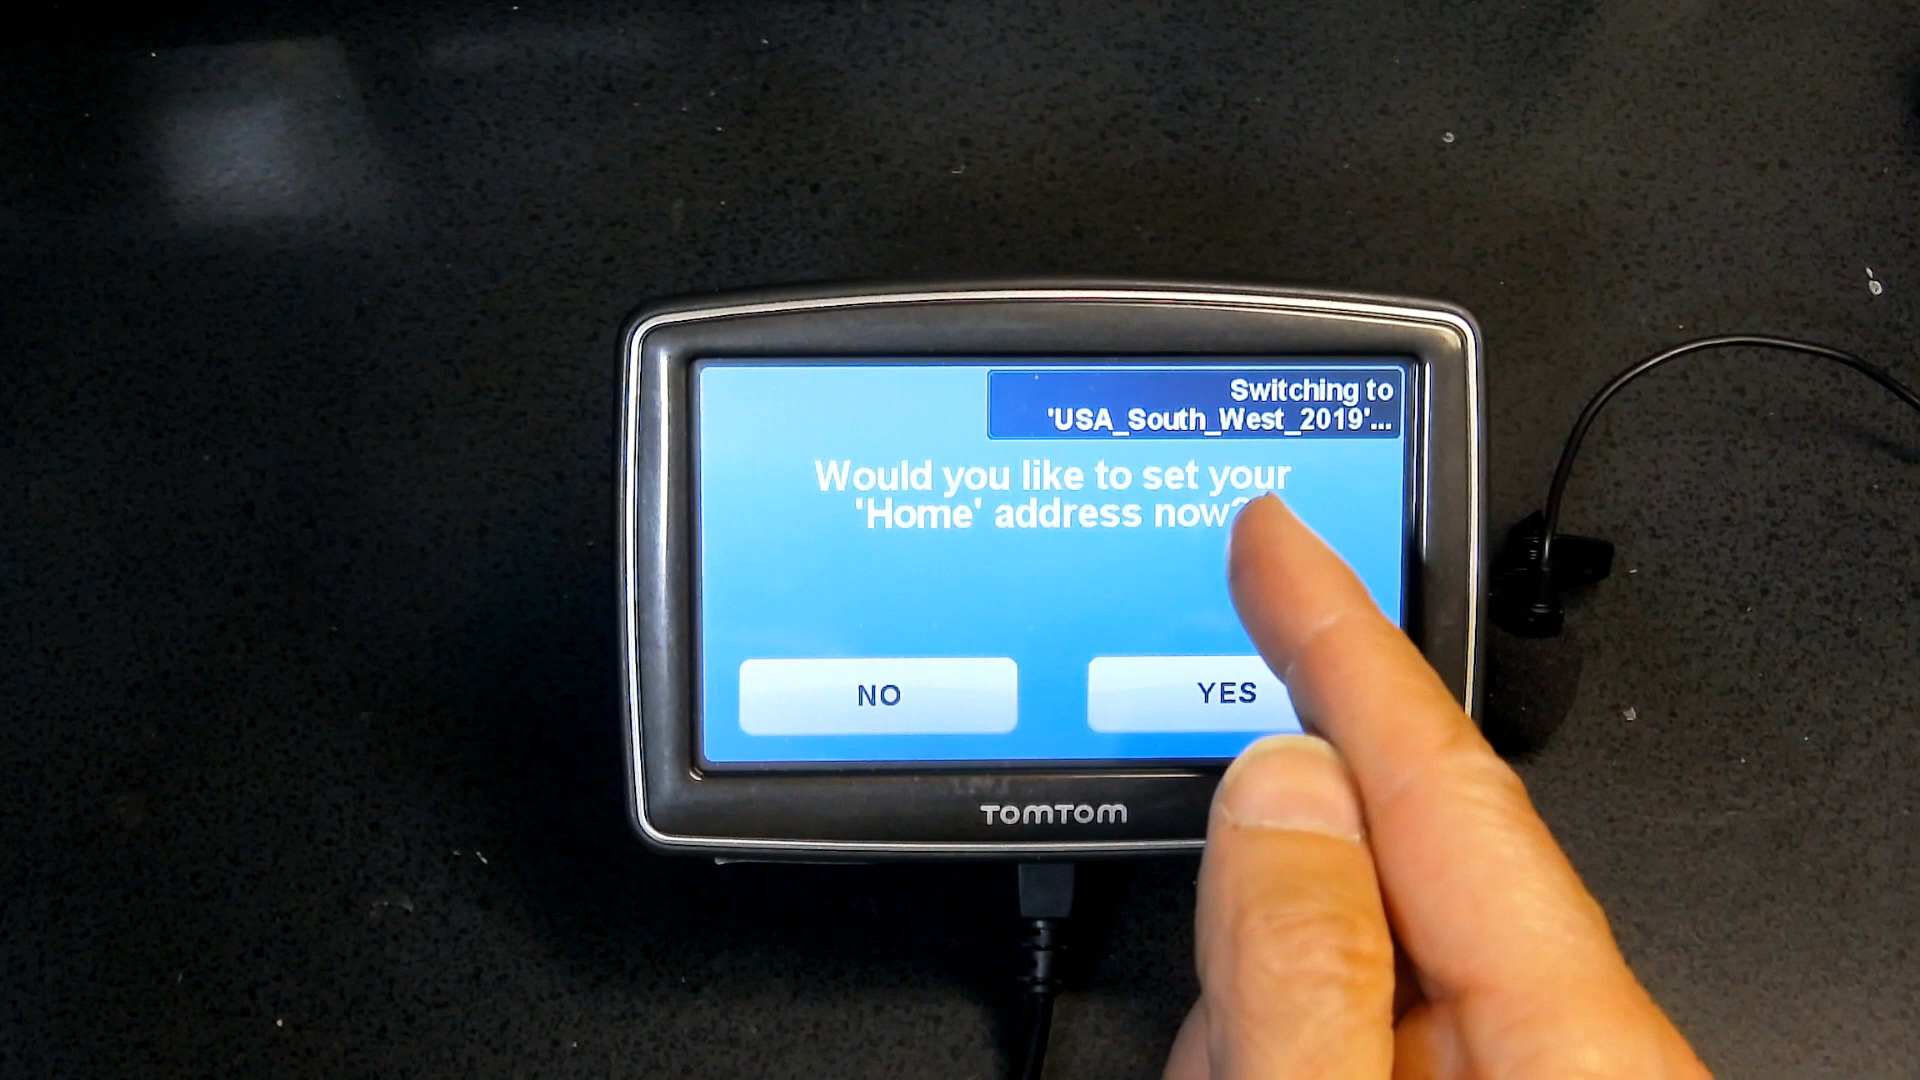 Switching to
'USA_South_West_2019'...
Would you like to set your
'Home' address now?
NO
YES
TOMTOM